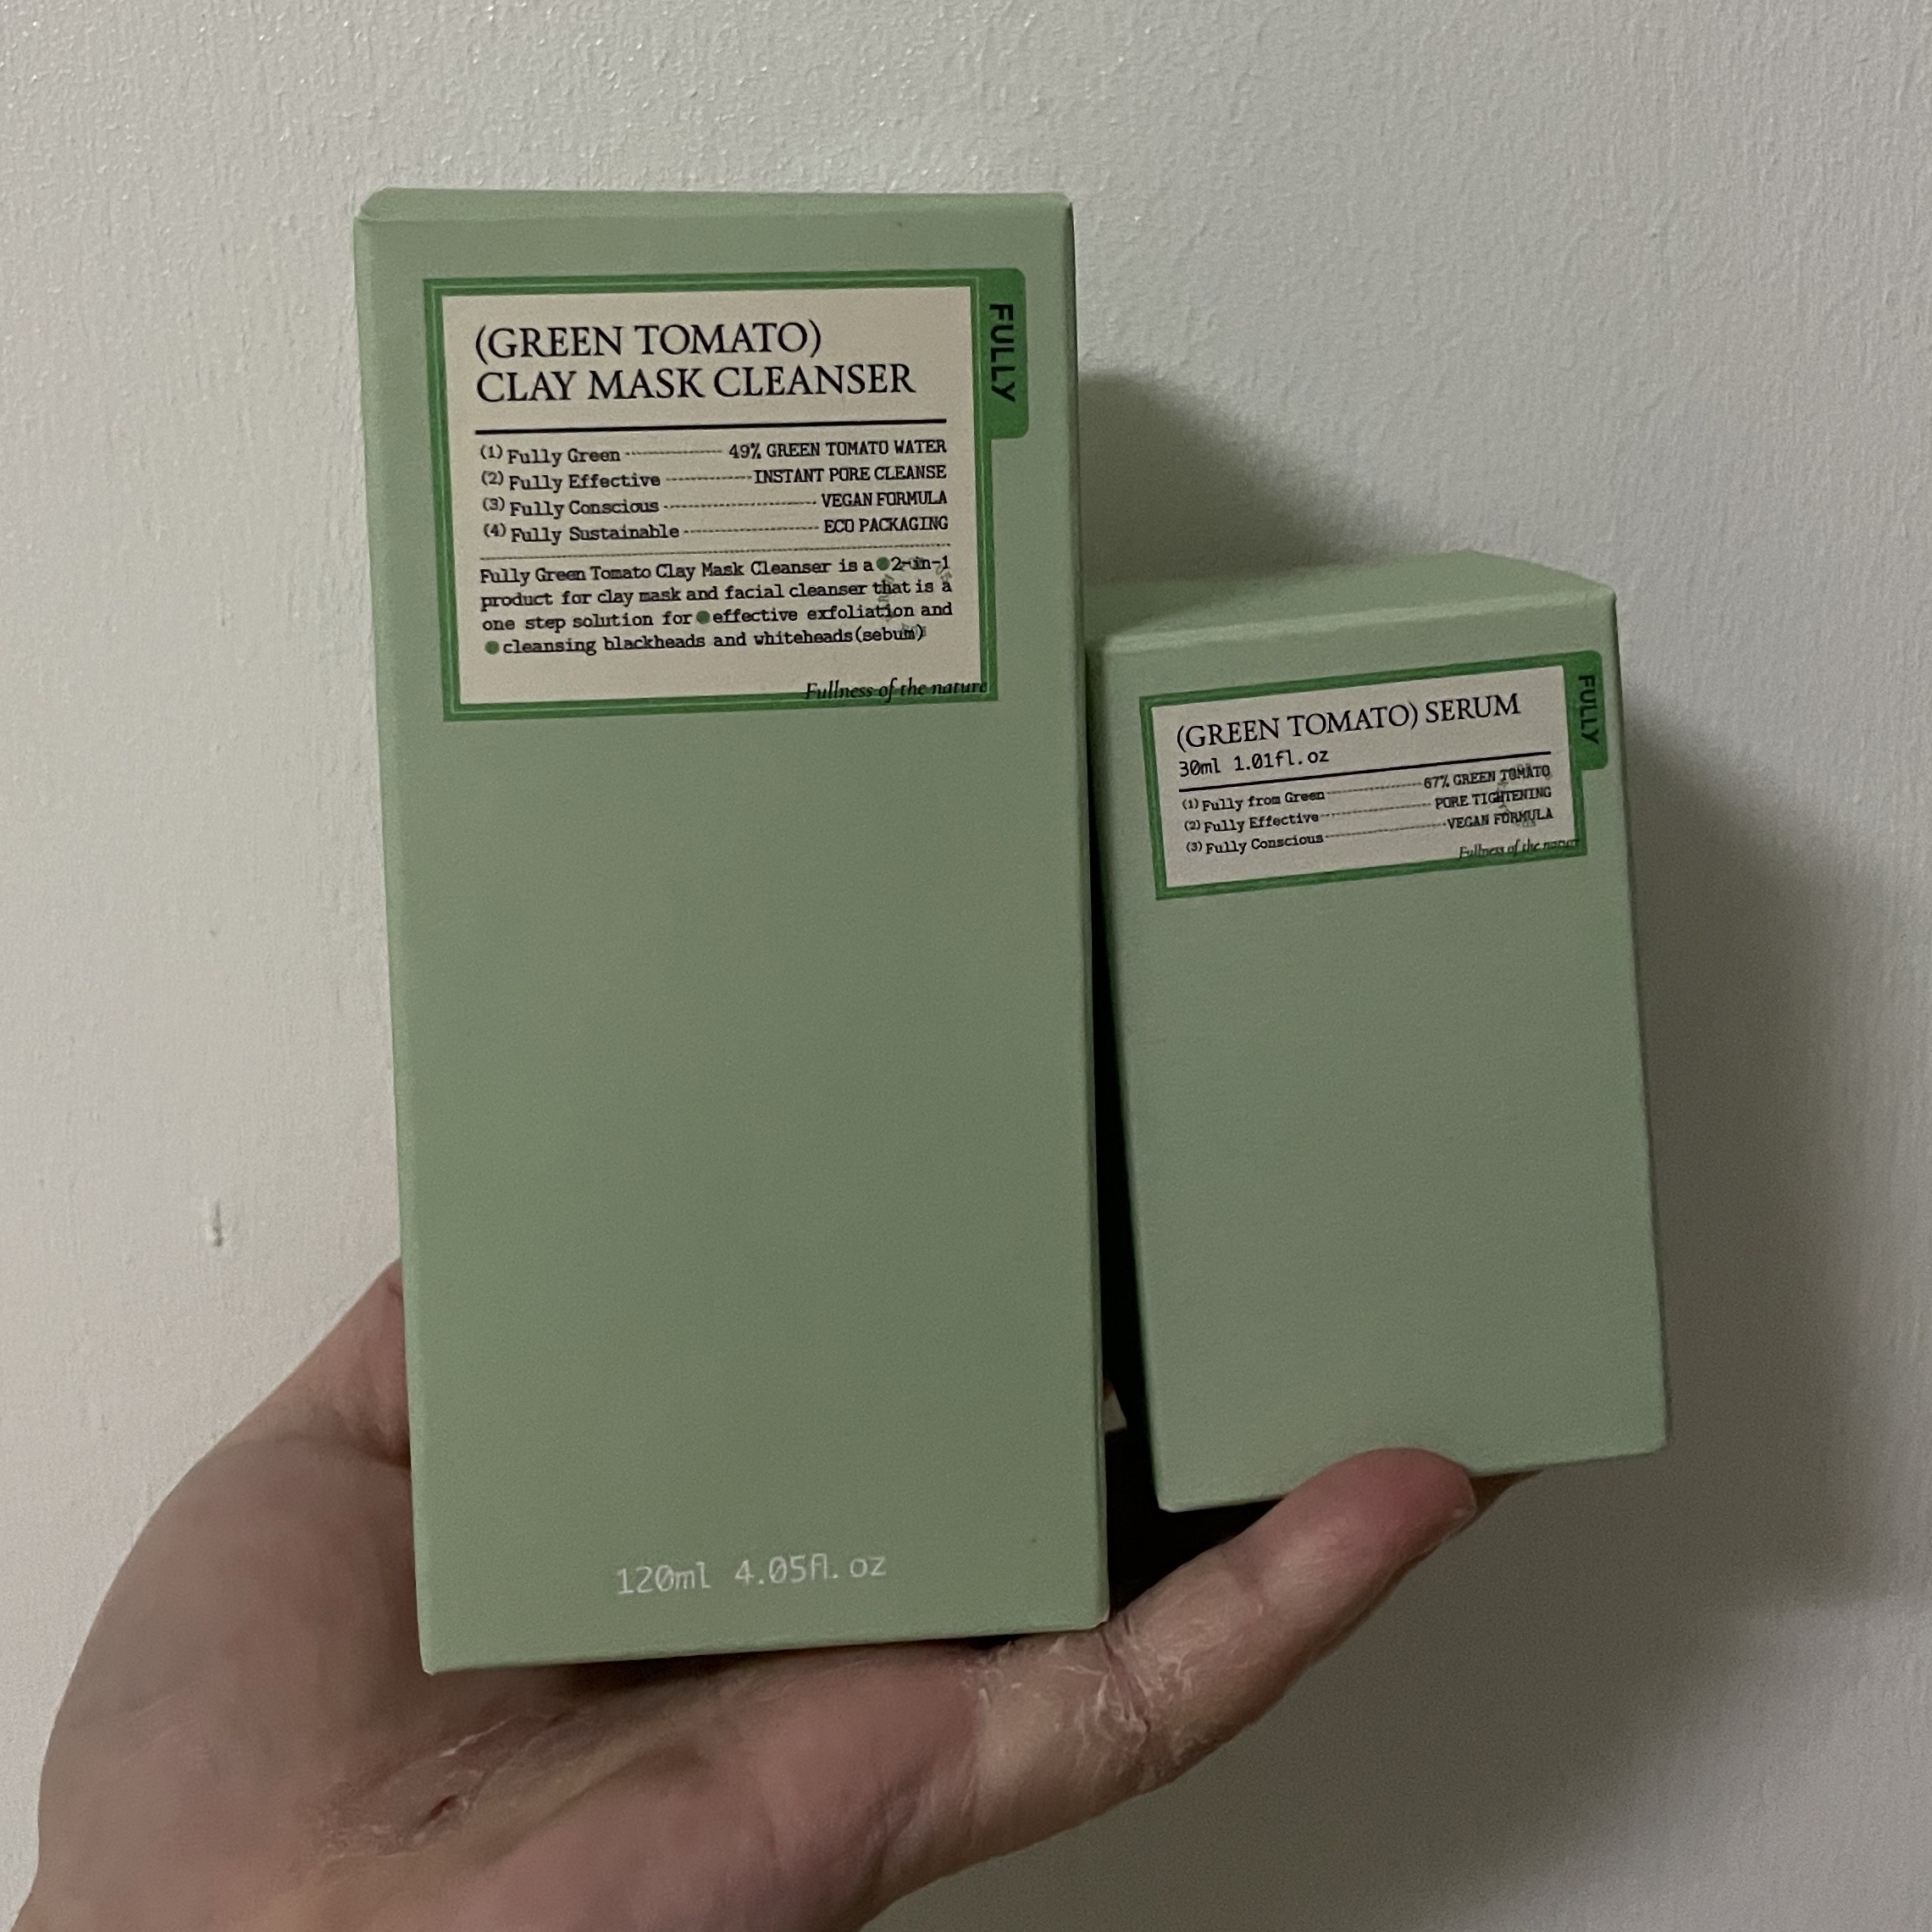 (GREEN TOMATO)
CLAY MASK CLEANSER
FULLY
(1) Fully Green 49% GREEN TOMATO WATER
(2) Fully Effective INSTANT PORE CLEANSE
(3) Fully Conscious VEGAN FORMULA
(4) Fully Sustainable ECO PACKAGING
Fully Green Tomato Clay Mask Cleanser is a 2-in-1
product for clay mask and facial cleanser that is a
one step solution for effective exfoliation and
cleansing blackheads and whiteheads(sebum)
Fullness of the nature
120ml 4.05fl.oz
(GREEN TOMATO) SERUM
30ml 1.01fl.oz
FULLY
(1) Fully from Green 67% GREEN TOMATO
(2) Fully Effective PORE TIGHTENING
(3) Fully Conscious VEGAN FORMULA
Fullness of the nature